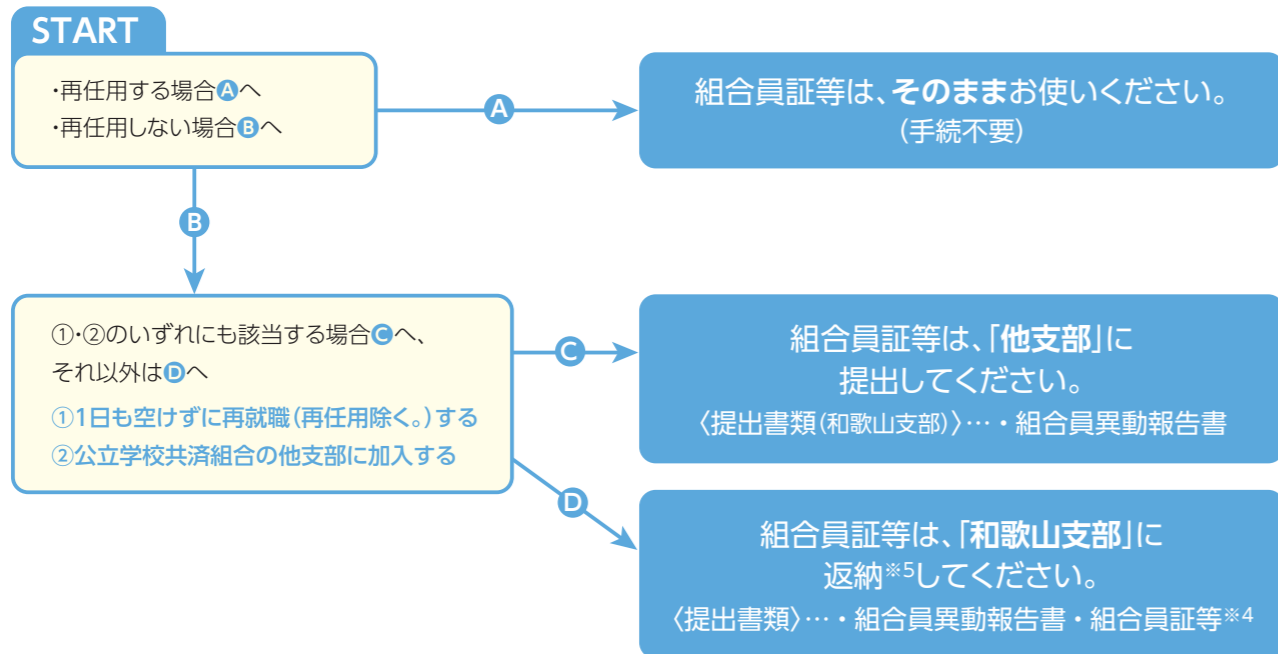 START
・再任用する場合Ⓐへ
・再任用しない場合Ⓑへ
Ⓐ
組合員証等は、そのままお使いください。
(手続不要)
Ⓑ
①・②のいずれにも該当する場合Ⓒへ、
それ以外はⒹへ
①1日も空けずに再就職(再任用除く。)する
②公立学校共済組合の他支部に加入する
Ⓒ
組合員証等は、「他支部」に
提出してください。
〈提出書類(和歌山支部)〉…・組合員異動報告書
Ⓓ
組合員証等は、「和歌山支部」に
返納※5してください。
〈提出書類〉…・組合員異動報告書・組合員証等※4